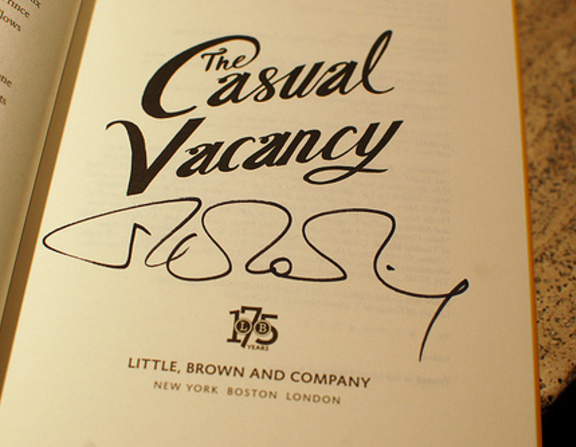 The
Casual
Vacancy
175
LB
YEARS
LITTLE, BROWN AND COMPANY
NEW YORK BOSTON LONDON